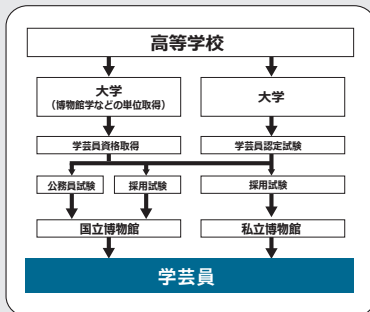 高等学校
大学
（博物館学などの単位取得）
大学
学芸員資格取得
学芸員認定試験
公務員試験
採用試験
採用試験
国立博物館
私立博物館
学芸員